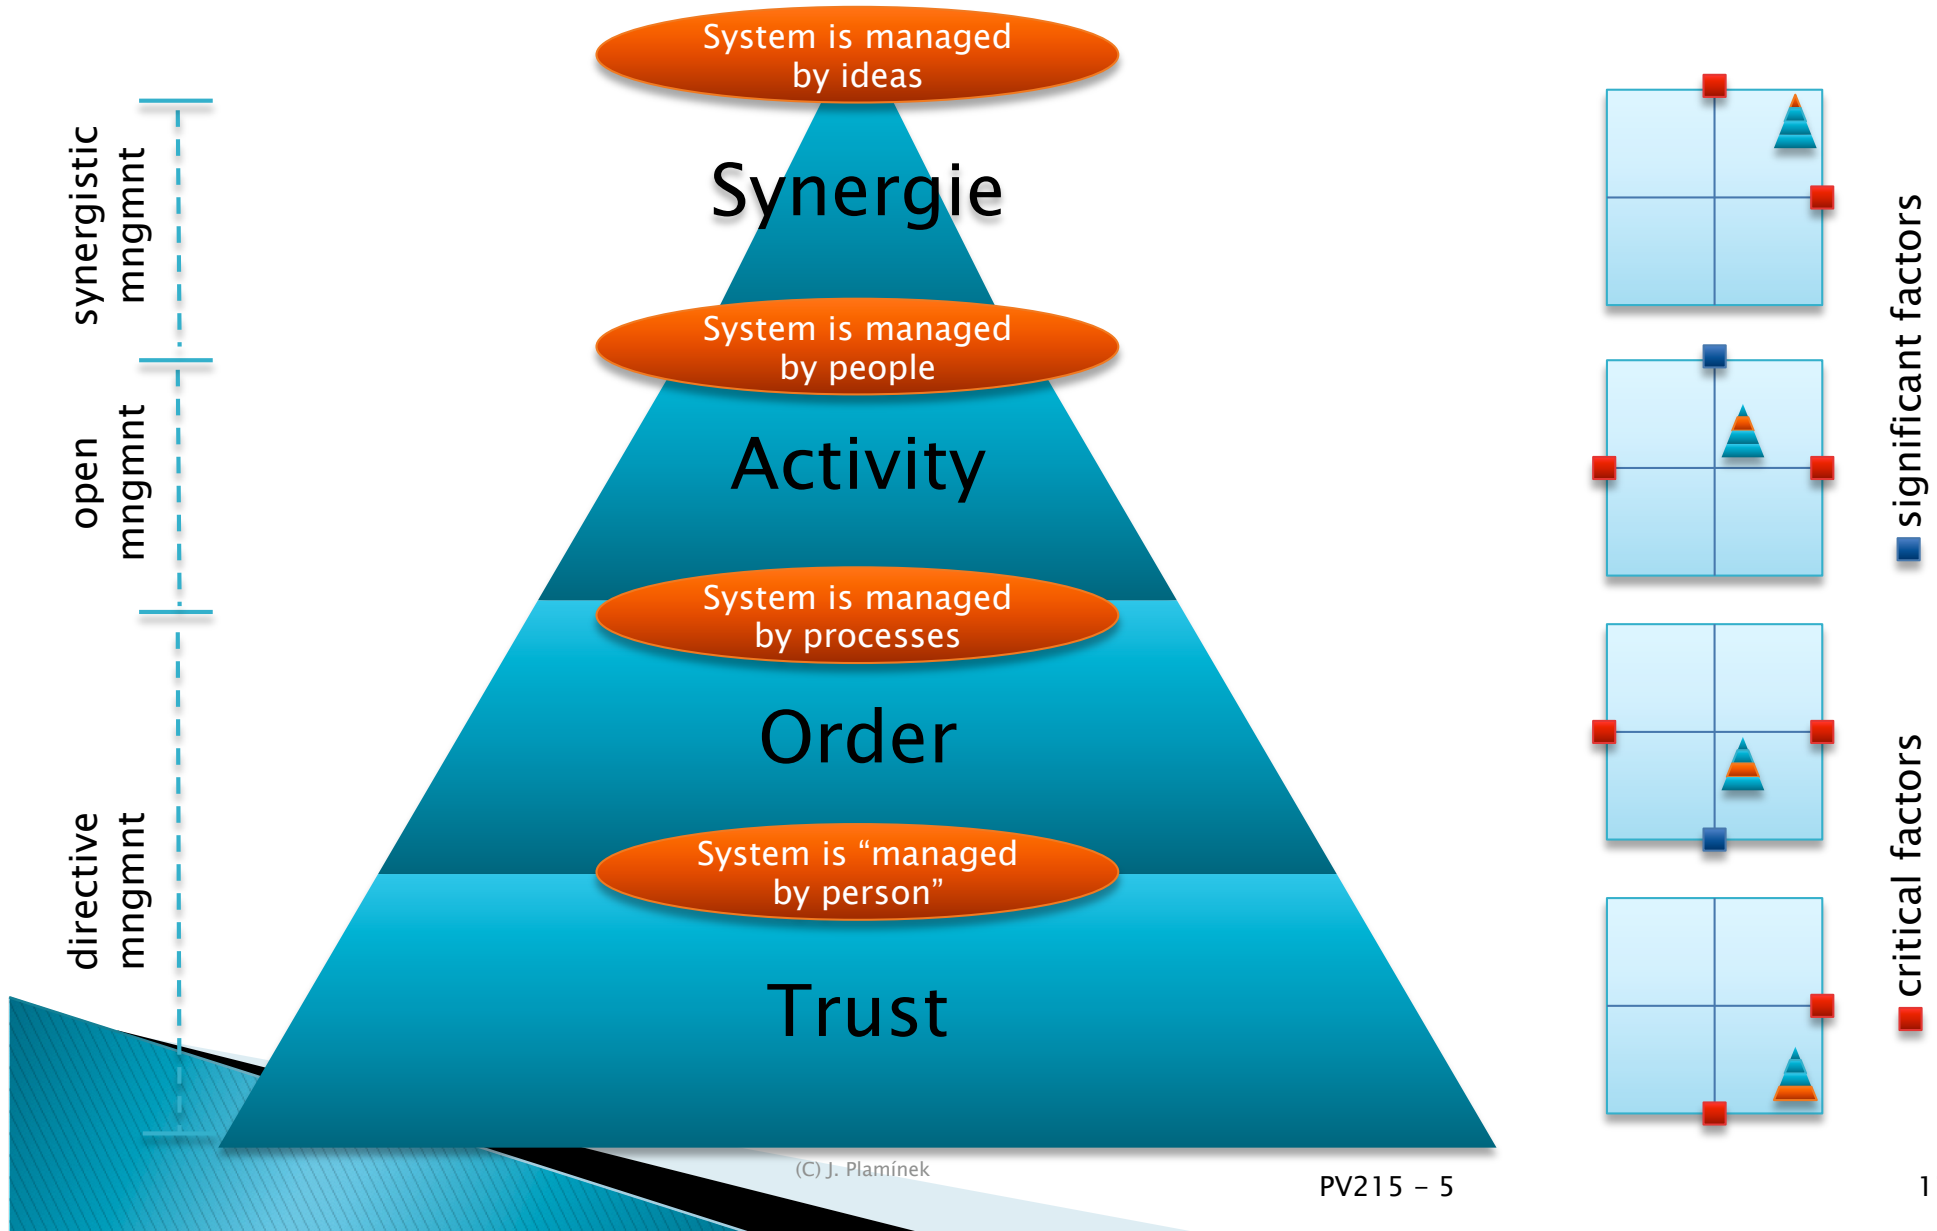 System is managed
by ideas
synergistic
mngmnt
Synergie
System is managed
by people
open
mngmnt
Activity
significant factors
System is managed
by processes
Order
directive
mngmnt
System is “managed
by person”
critical factors
Trust
(C) J. Plamínek
PV215 – 5
1